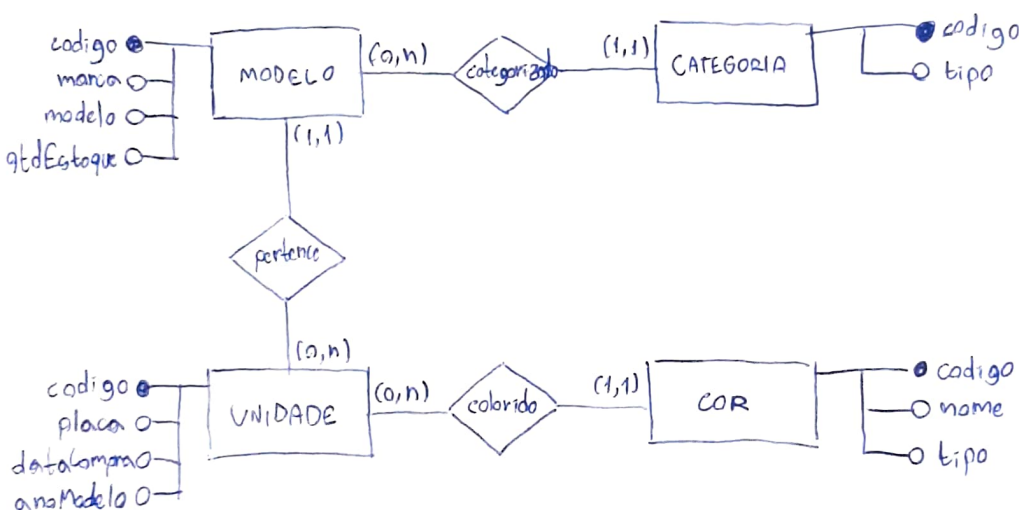 codigo
marca
modelo
qtdEstoque
MODELO
(0,n)
categorizado
(1,1)
CATEGORIA
codigo
tipo
(1,1)
pertence
(0,n)
codigo
placa
dataCompra
anoModelo
UNIDADE
(0,n)
colorido
(1,1)
COR
codigo
nome
tipo